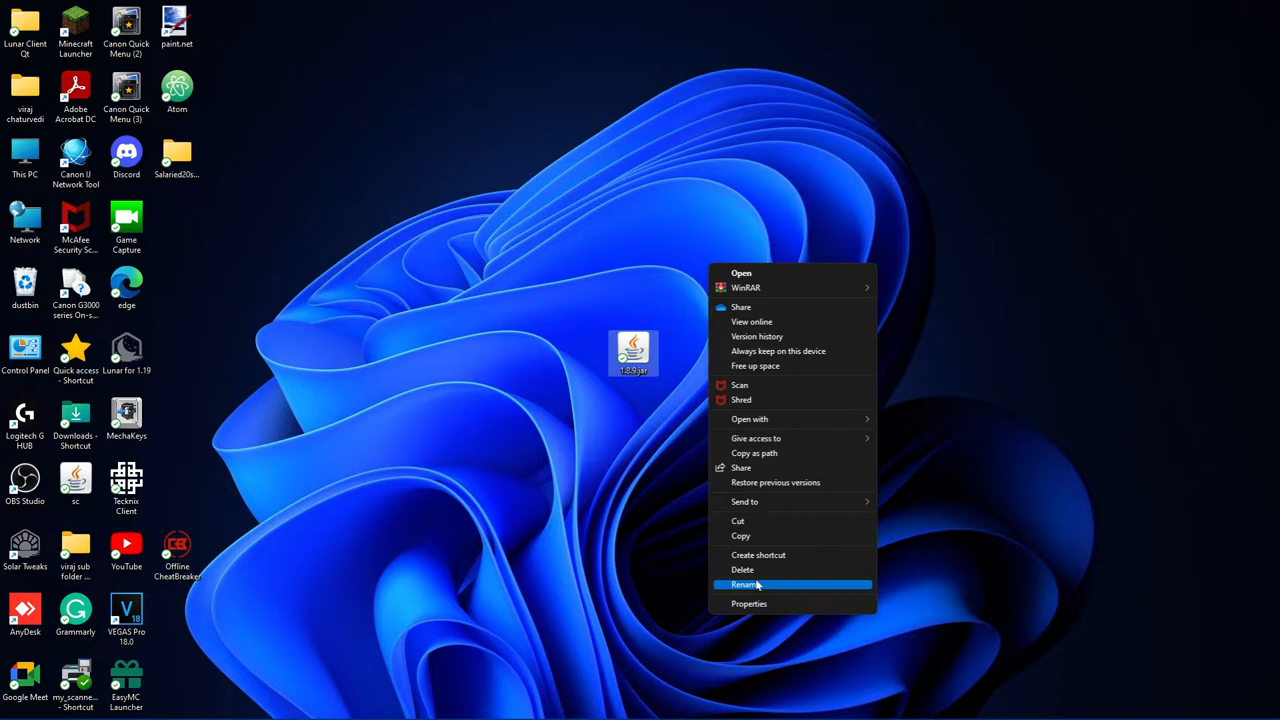 Lunar Client
Qt
Minecraft
Launcher
Canon Quick
Menu (2)
paint.net
viraj
chaturvedi
Adobe
Acrobat DC
Canon Quick
Menu (3)
Atom
This PC
Canon IJ
Network Tool
Discord
Salaried20s...
Network
McAfee
Security Sc...
Game
Capture
dustbin
Canon G3000
series On-s...
edge
Control Panel
Quick access
- Shortcut
Lunar for 1.19
Logitech G
HUB
Downloads -
Shortcut
MechaKeys
OBS Studio
sc
Tecknix
Client
Solar Tweaks
viraj sub
folder ...
YouTube
Offline
CheatBreaker
AnyDesk
Grammarly
VEGAS Pro
18.0
Google Meet
my_scanne...
- Shortcut
EasyMC
Launcher
1.8.9.jar
Open
WinRAR
Share
View online
Version history
Always keep on this device
Free up space
Scan
Shred
Open with
Give access to
Copy as path
Share
Restore previous versions
Send to
Cut
Copy
Create shortcut
Delete
Rename
Properties